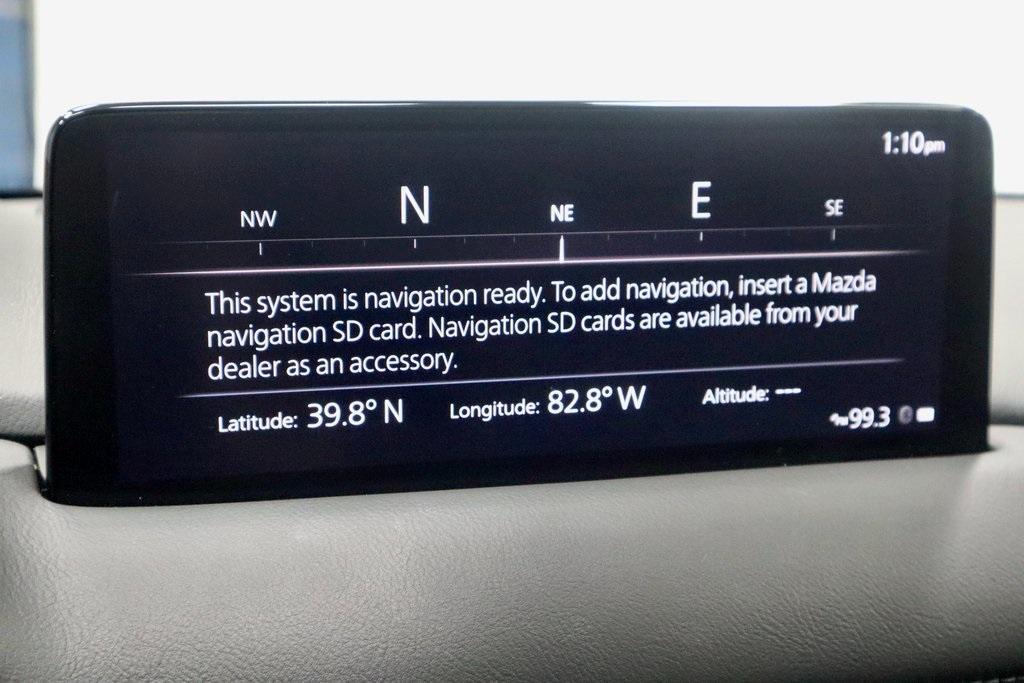 1:10pm
NW N NE E SE
This system is navigation ready. To add navigation, insert a Mazda
navigation SD card. Navigation SD cards are available from your
dealer as an accessory.
Latitude: 39.8° N Longitude: 82.8° W Altitude: ---
99.3